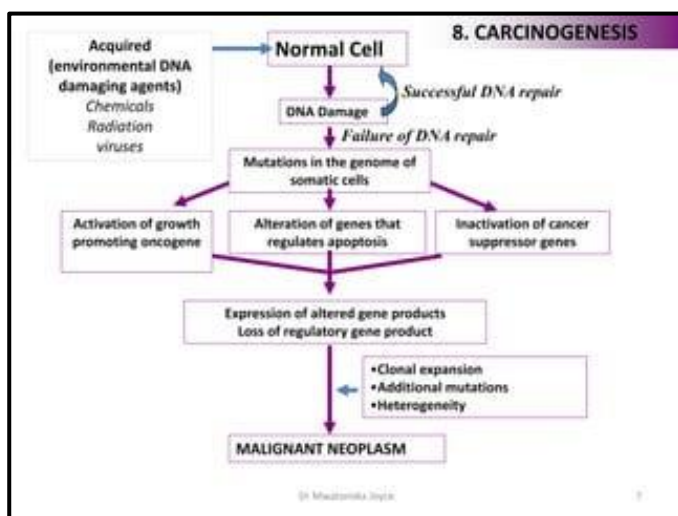 8. CARCINOGENESIS
Acquired
(environmental DNA
damaging agents)
Chemicals
Radiation
viruses
Normal Cell
Successful DNA repair
DNA Damage
Failure of DNA repair
Mutations in the genome of
somatic cells
Activation of growth
promoting oncogene
Alteration of genes that
regulates apoptosis
Inactivation of cancer
suppressor genes
Expression of altered gene products
Loss of regulatory gene product
•Clonal expansion
•Additional mutations
•Heterogeneity
MALIGNANT NEOPLASM
Dr Joyce
7